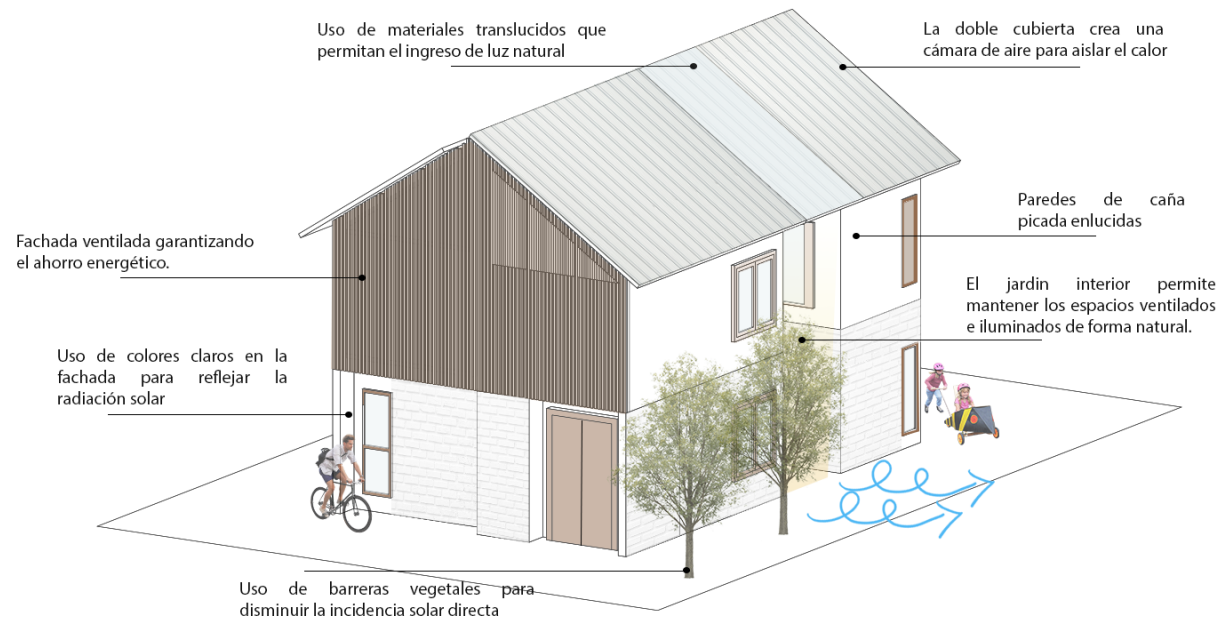 Uso de materiales translucidos que
permitan el ingreso de luz natural
La doble cubierta crea una
cámara de aire para aislar el calor
Paredes de caña
picada enlucidas
Fachada ventilada garantizando
el ahorro energético.
El jardin interior permite
mantener los espacios ventilados
e iluminados de forma natural.
Uso de colores claros en la
fachada para reflejar la
radiación solar
Uso de barreras vegetales para
disminuir la incidencia solar directa